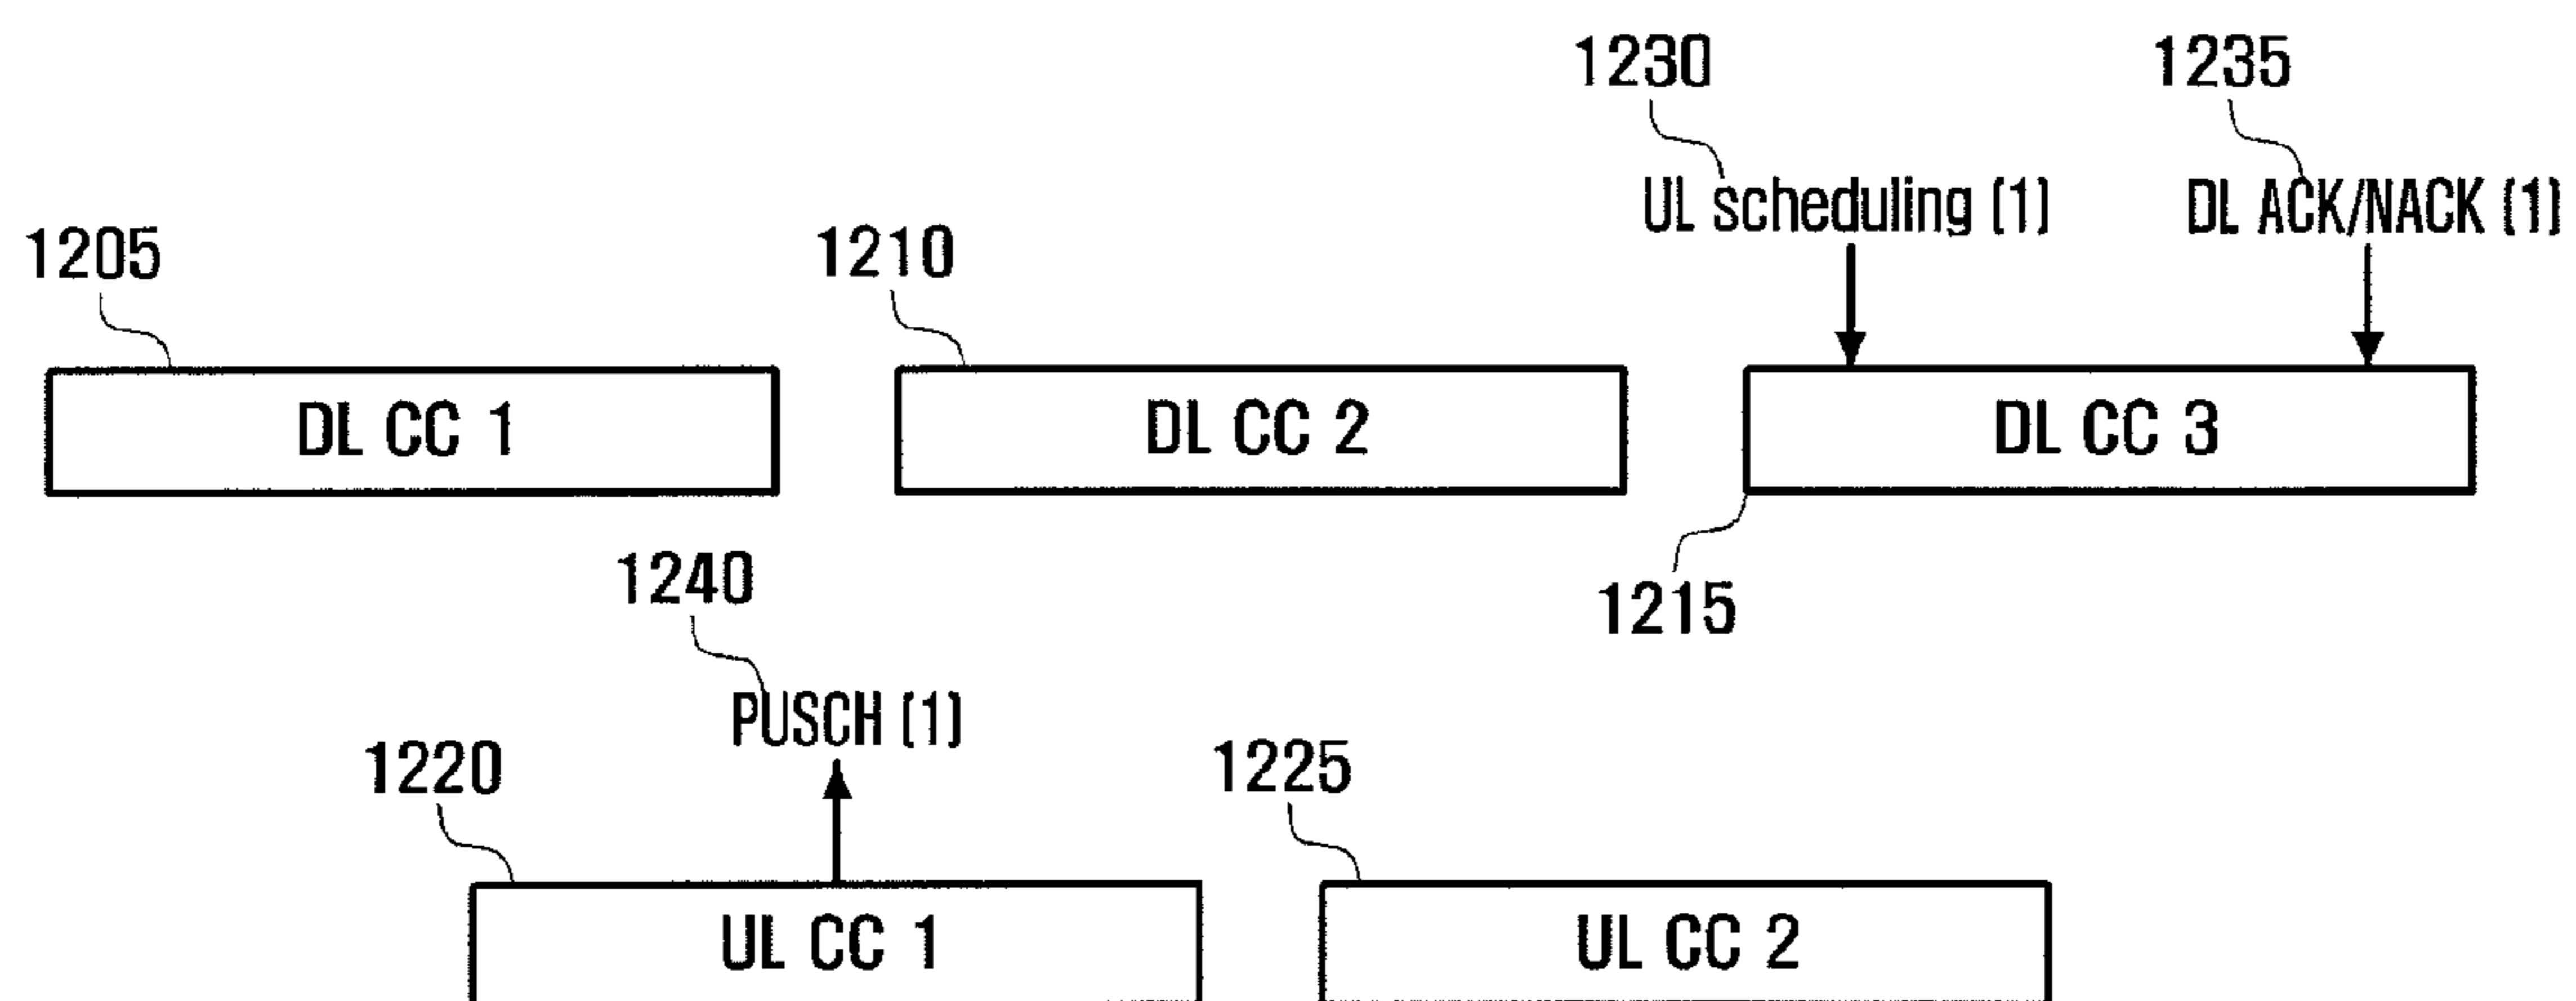 1230 1235
UL scheduling (1) DL ACK/NACK (1)
1205 1210
DL CC 1 DL CC 2 DL CC 3
1240 1215
PUSCH (1)
1220 1225
UL CC 1 UL CC 2